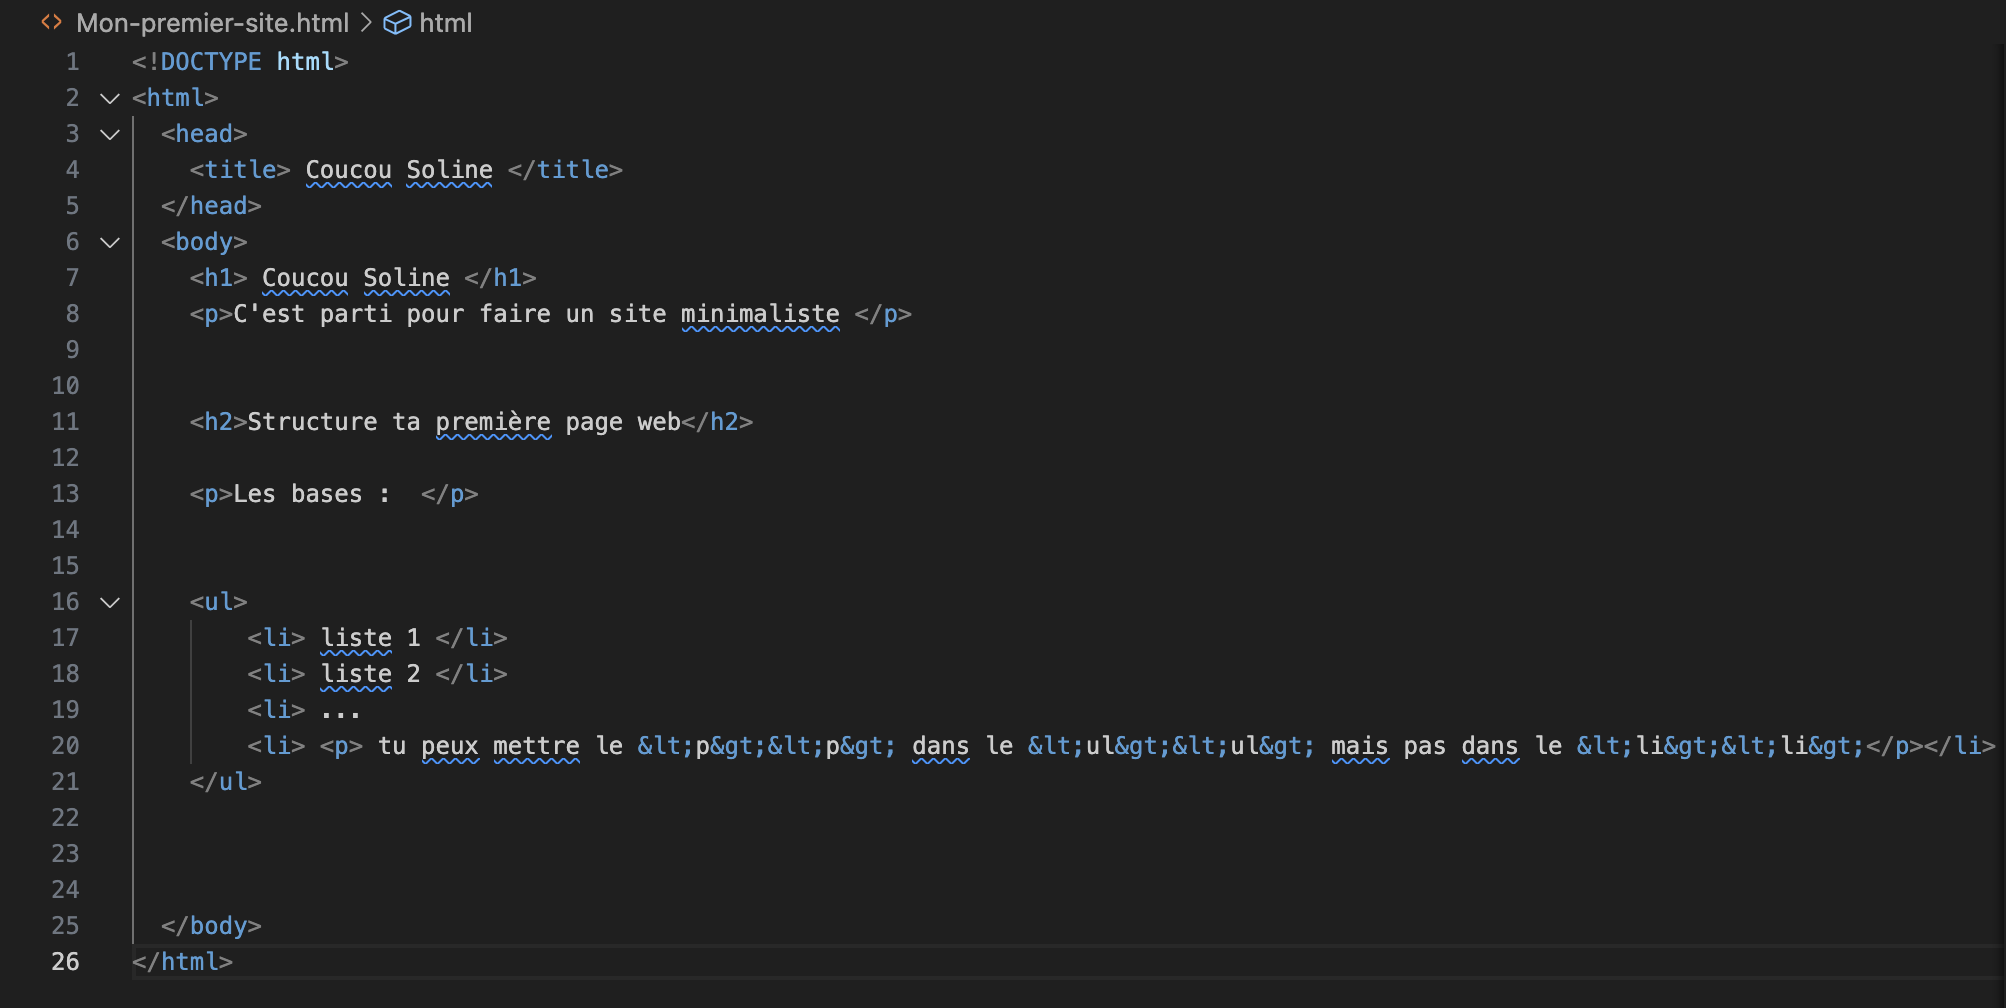 Mon-premier-site.html > html
1 <!DOCTYPE html>
2 <html>
3 <head>
4 <title> Coucou Soline </title>
5 </head>
6 <body>
7 <h1> Coucou Soline </h1>
8 <p>C'est parti pour faire un site minimaliste </p>
9
10
11 <h2>Structure ta première page web</h2>
12
13 <p>Les bases :  </p>
14
15
16 <ul>
17 <li> liste 1 </li>
18 <li> liste 2 </li>
19 <li> ...
20 <li> <p> tu peux mettre le &lt;p&gt;&lt;p&gt; dans le &lt;ul&gt;&lt;ul&gt; mais pas dans le &lt;li&gt;&lt;li&gt;</p></li>
21 </ul>
22
23
24
25 </body>
26 </html>